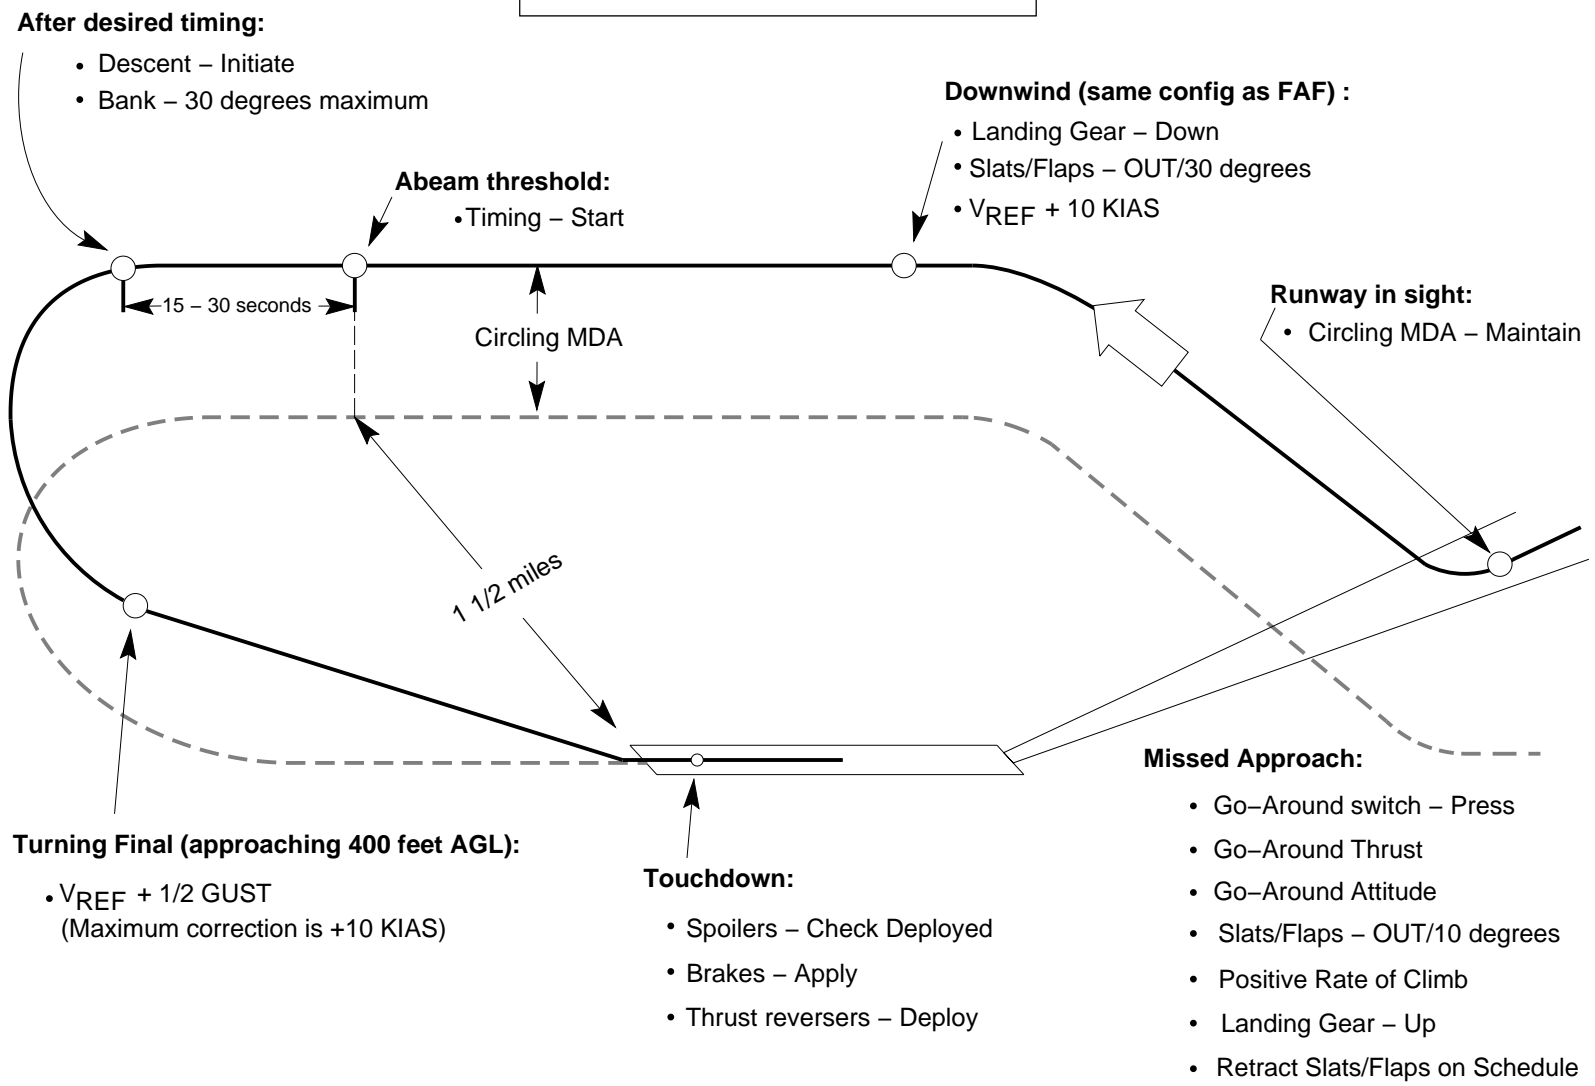 After desired timing:
• Descent – Initiate
• Bank – 30 degrees maximum
Downwind (same config as FAF) :
• Landing Gear – Down
• Slats/Flaps – OUT/30 degrees
• VREF + 10 KIAS
Abeam threshold:
• Timing – Start
15 – 30 seconds
Circling MDA
Runway in sight:
• Circling MDA – Maintain
1 1/2 miles
Turning Final (approaching 400 feet AGL):
• VREF + 1/2 GUST
(Maximum correction is +10 KIAS)
Touchdown:
• Spoilers – Check Deployed
• Brakes – Apply
• Thrust reversers – Deploy
Missed Approach:
• Go–Around switch – Press
• Go–Around Thrust
• Go–Around Attitude
• Slats/Flaps – OUT/10 degrees
• Positive Rate of Climb
• Landing Gear – Up
• Retract Slats/Flaps on Schedule